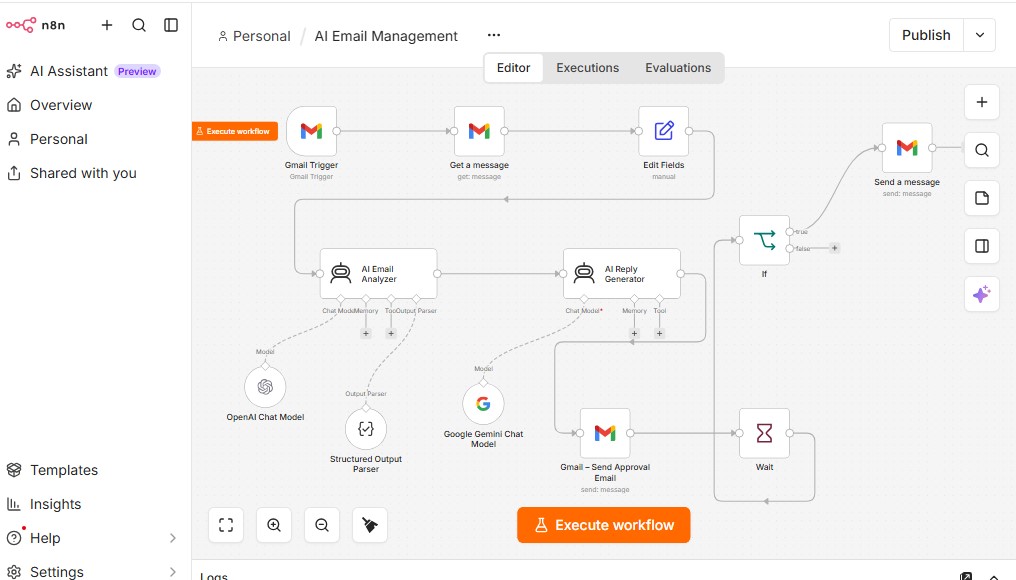 n8n
AI Assistant Preview
Overview
Personal
Shared with you
Templates
Insights
Help
Settings
Personal / AI Email Management ...
Publish
Editor Executions Evaluations
Execute workflow
Gmail Trigger
Gmail Trigger
Get a message
get: message
Edit Fields
manual
Send a message
send: message
true
false
If
AI Email
Analyzer
Chat Model
Memory
Tool
Output Parser
AI Reply
Generator
Chat Model*
Memory
Tool
Model
OpenAI Chat Model
Output Parser
Structured Output
Parser
Model
Google Gemini Chat
Model
Gmail – Send Approval
Email
send: message
Wait
Execute workflow
Logs